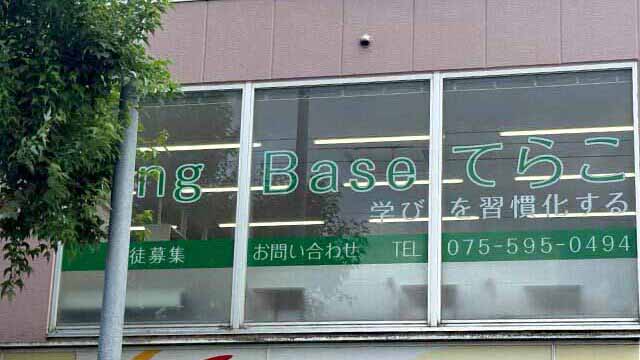 ng Base てらこ
学びを習慣化する
徒募集 お問い合わせ TEL 075-595-0494